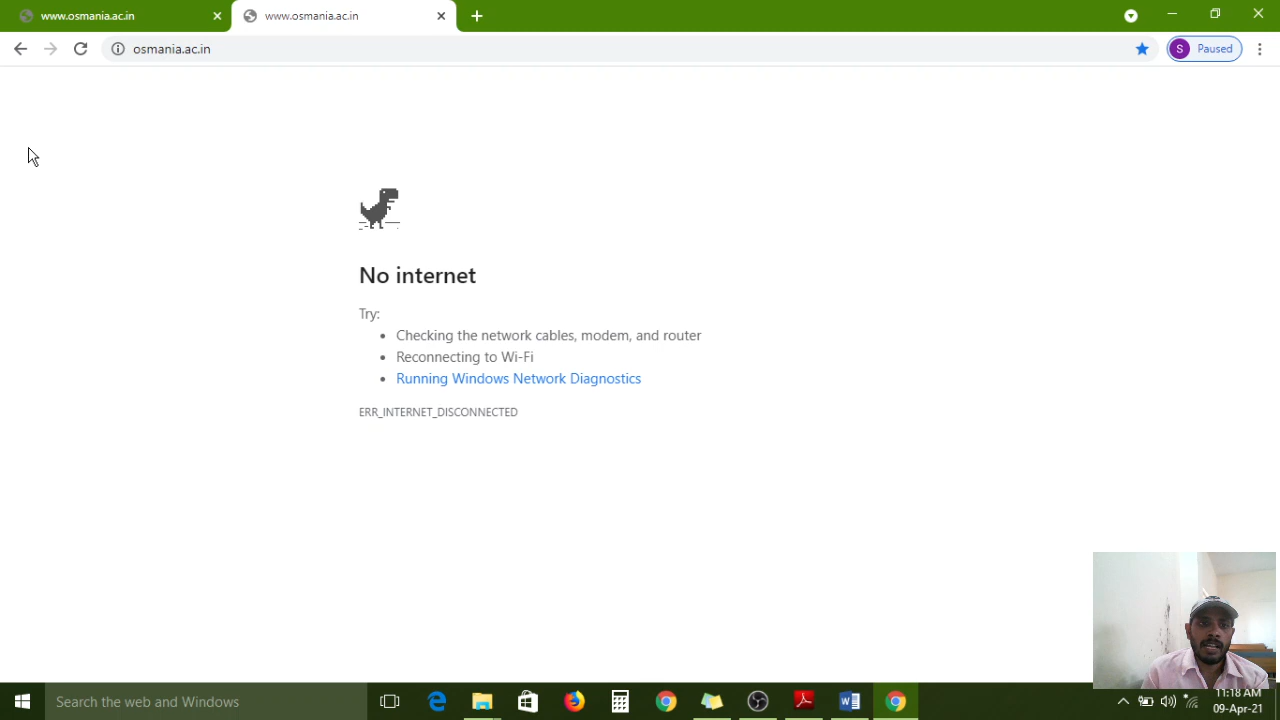 www.osmania.ac.in
www.osmania.ac.in
osmania.ac.in
S Paused
No internet
Try:
Checking the network cables, modem, and router
Reconnecting to Wi-Fi
Running Windows Network Diagnostics
ERR_INTERNET_DISCONNECTED
Search the web and Windows
11:18 AM
09-Apr-21